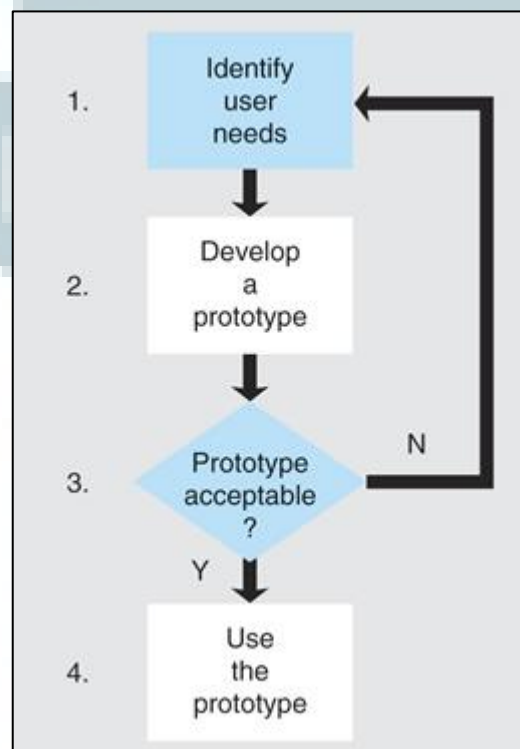 1.
Identify
user
needs
2.
Develop
a
prototype
3.
Prototype
acceptable
?
N
Y
4.
Use
the
prototype